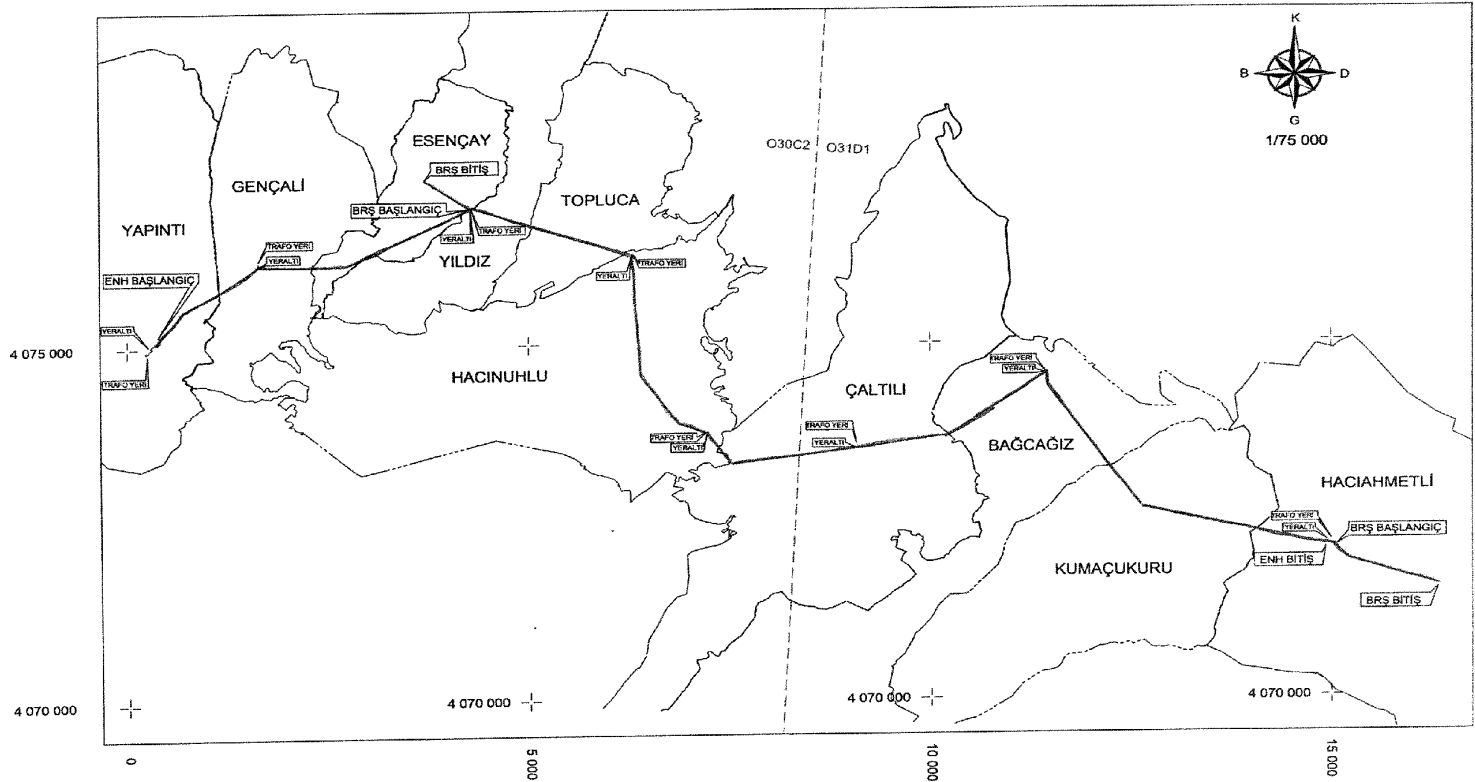 K
B
D
G
1/75 000
O30C2
O31D1
ESENÇAY
BRŞ BİTİŞ
GENÇALİ
TOPLUCA
BRŞ BAŞLANGIÇ
YAPINTI
TRAFO YERİ
YERALTI
TRAFO YERİ
YERALTI
YILDIZ
TRAFO YERİ
YERALTI
ENH BAŞLANGIÇ
YERALTI
TRAFO YERİ
4 075 000
HACINUHLU
ÇALTILI
TRAFO YERİ
YERALTI
TRAFO YERİ
YERALTI
TRAFO YERİ
YERALTI
BAĞCAĞIZ
HACIAHMETLİ
TRAFO YERİ
YERALTI
BRŞ BAŞLANGIÇ
ENH BİTİŞ
KUMAÇUKURU
BRŞ BİTİŞ
4 070 000
4 070 000
4 070 000
4 070 000
0
5 000
10 000
15 000